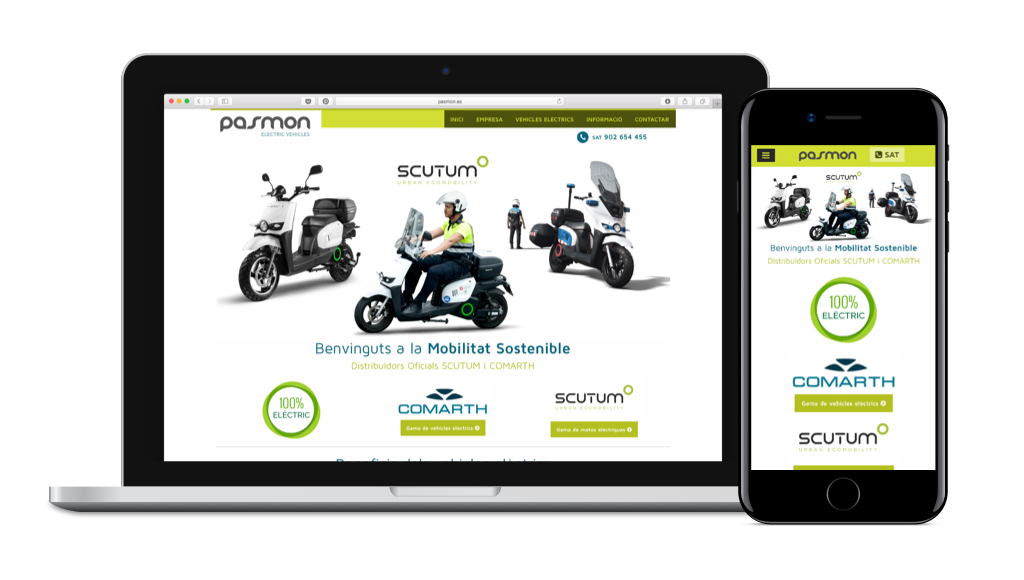 pasmon.es
pasmon
ELECTRIC VEHICLES
INICI EMPRESA VEHICLES ELÈCTRICS INFORMACIÓ CONTACTAR
SAT 902 654 455
SCUTUM
URBAN ECOMOBILITY
Benvinguts a la Mobilitat Sostenible
Distribuïdors Oficials SCUTUM i COMARTH
100%
ELÈCTRIC
COMARTH
Gama de vehicles elèctrics
SCUTUM
URBAN ECOMOBILITY
Gama de motos elèctriques
pasmon SAT
SCUTUM
Benvinguts a la Mobilitat Sostenible
Distribuïdors Oficials SCUTUM i COMARTH
100%
ELÈCTRIC
COMARTH
Gama de vehicles elèctrics
SCUTUM
URBAN ECOMOBILITY